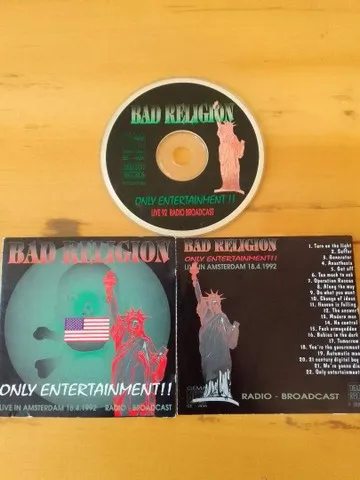 BAD RELIGION
ONLY ENTERTAINMENT!!
LIVE 92 RADIO BROADCAST
BAD RELIGION
ONLY ENTERTAINMENT!!
LIVE IN AMSTERDAM 18.4.1992 - RADIO - BROADCAST
BAD RELIGION
ONLY ENTERTAINMENT!!
LIVE IN AMSTERDAM 18.4.1992
1. Turn on the light
2. Suffer
3. Generator
4. Anesthesia
5. Get off
6. Too much to ask
7. Operation Rescue
8. Along the way
9. Do what you want
10. Change of ideas
11. Heaven is falling
12. The answer
13. Modern man
14. No control
15. Fuck armageddon
16. Babies in the dark
17. Tomorrow
18. You're the government
19. Automatic man
20. 21 century digital boy
21. We're gonna die
22. Only entertainment
GEMA
RADIO - BROADCAST